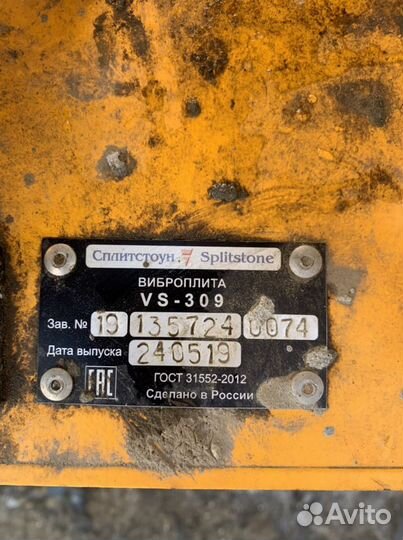 Сплитстоун Splitstone
ВИБРОПЛИТА
VS-309
Зав. № 19 135724 0074
Дата выпуска 240519
ГОСТ 31552-2012
EAC Сделано в России
Avito